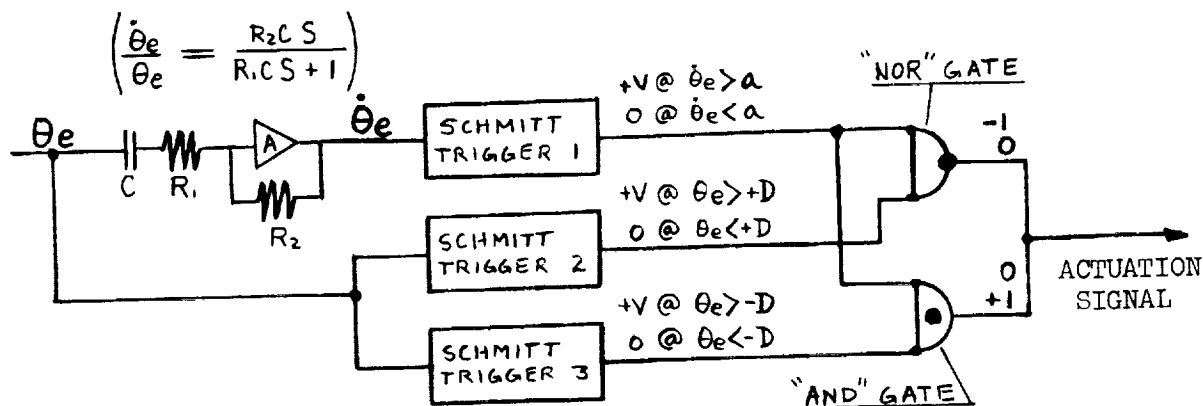 (θ̇e/θe = R₂CS/R₁CS+1)
"NOR" GATE
θe
C
R₁
A
R₂
θ̇e
SCHMITT
TRIGGER 1
+V @ θ̇e>a
0 @ θ̇e<a
-1
0
SCHMITT
TRIGGER 2
+V @ θe>+D
0 @ θe<+D
0
+1
ACTUATION
SIGNAL
SCHMITT
TRIGGER 3
+V @ θe>-D
0 @ θe<-D
"AND" GATE